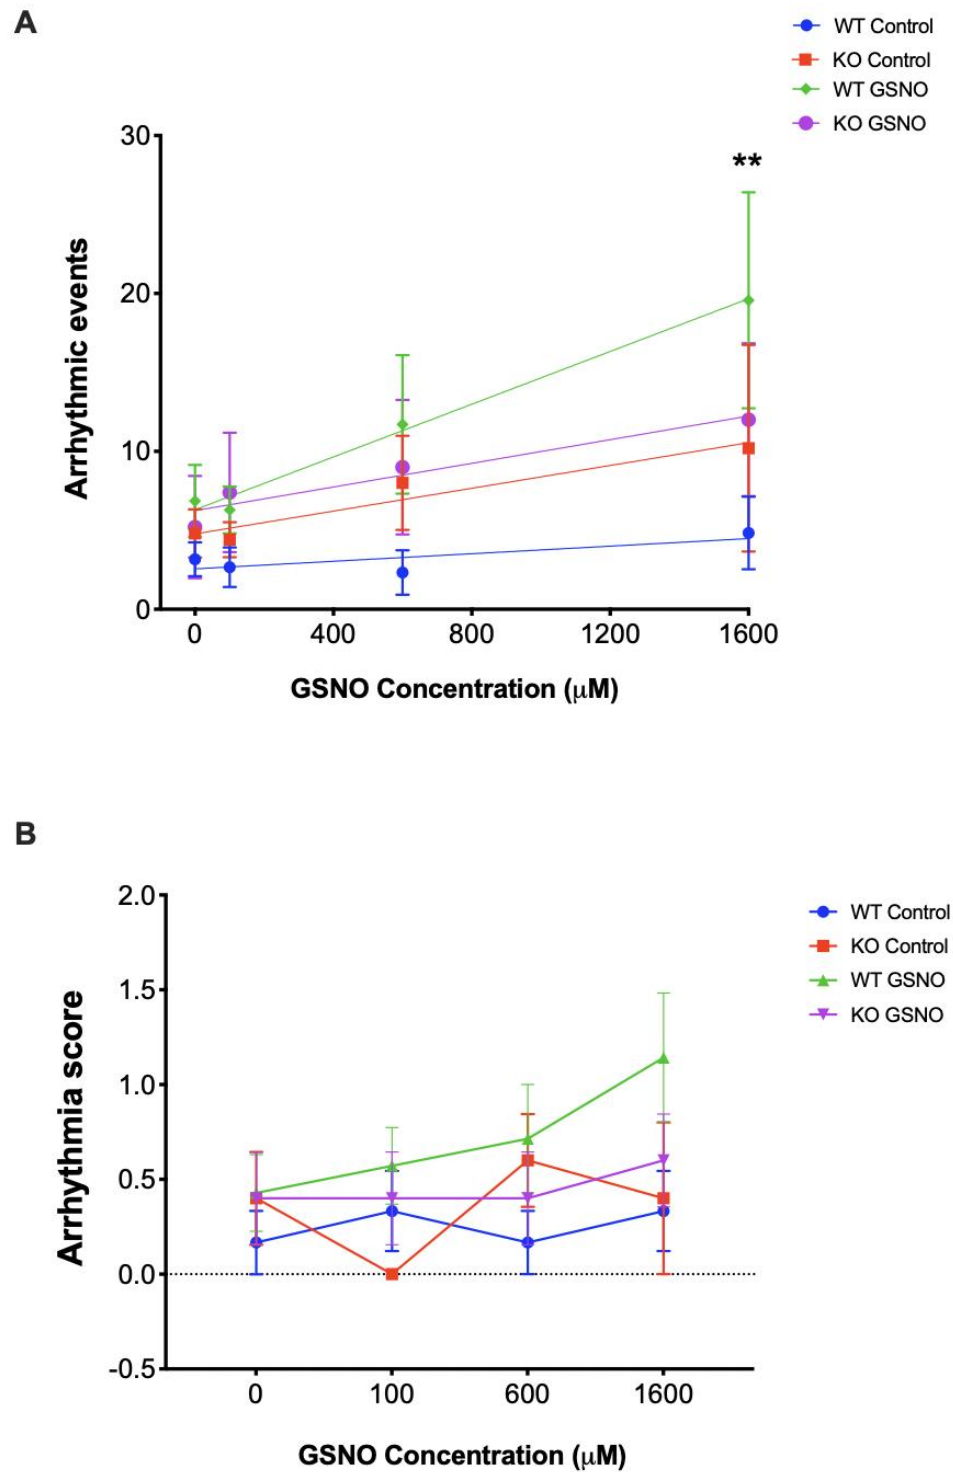 A
WT Control
KO Control
WT GSNO
KO GSNO
30
**
20
Arrhythmic events
10
0
0 400 800 1200 1600
GSNO Concentration (μM)
B
2.0
WT Control
KO Control
1.5
WT GSNO
KO GSNO
Arrhythmia score
1.0
0.5
0.0
-0.5
0 100 600 1600
GSNO Concentration (μM)